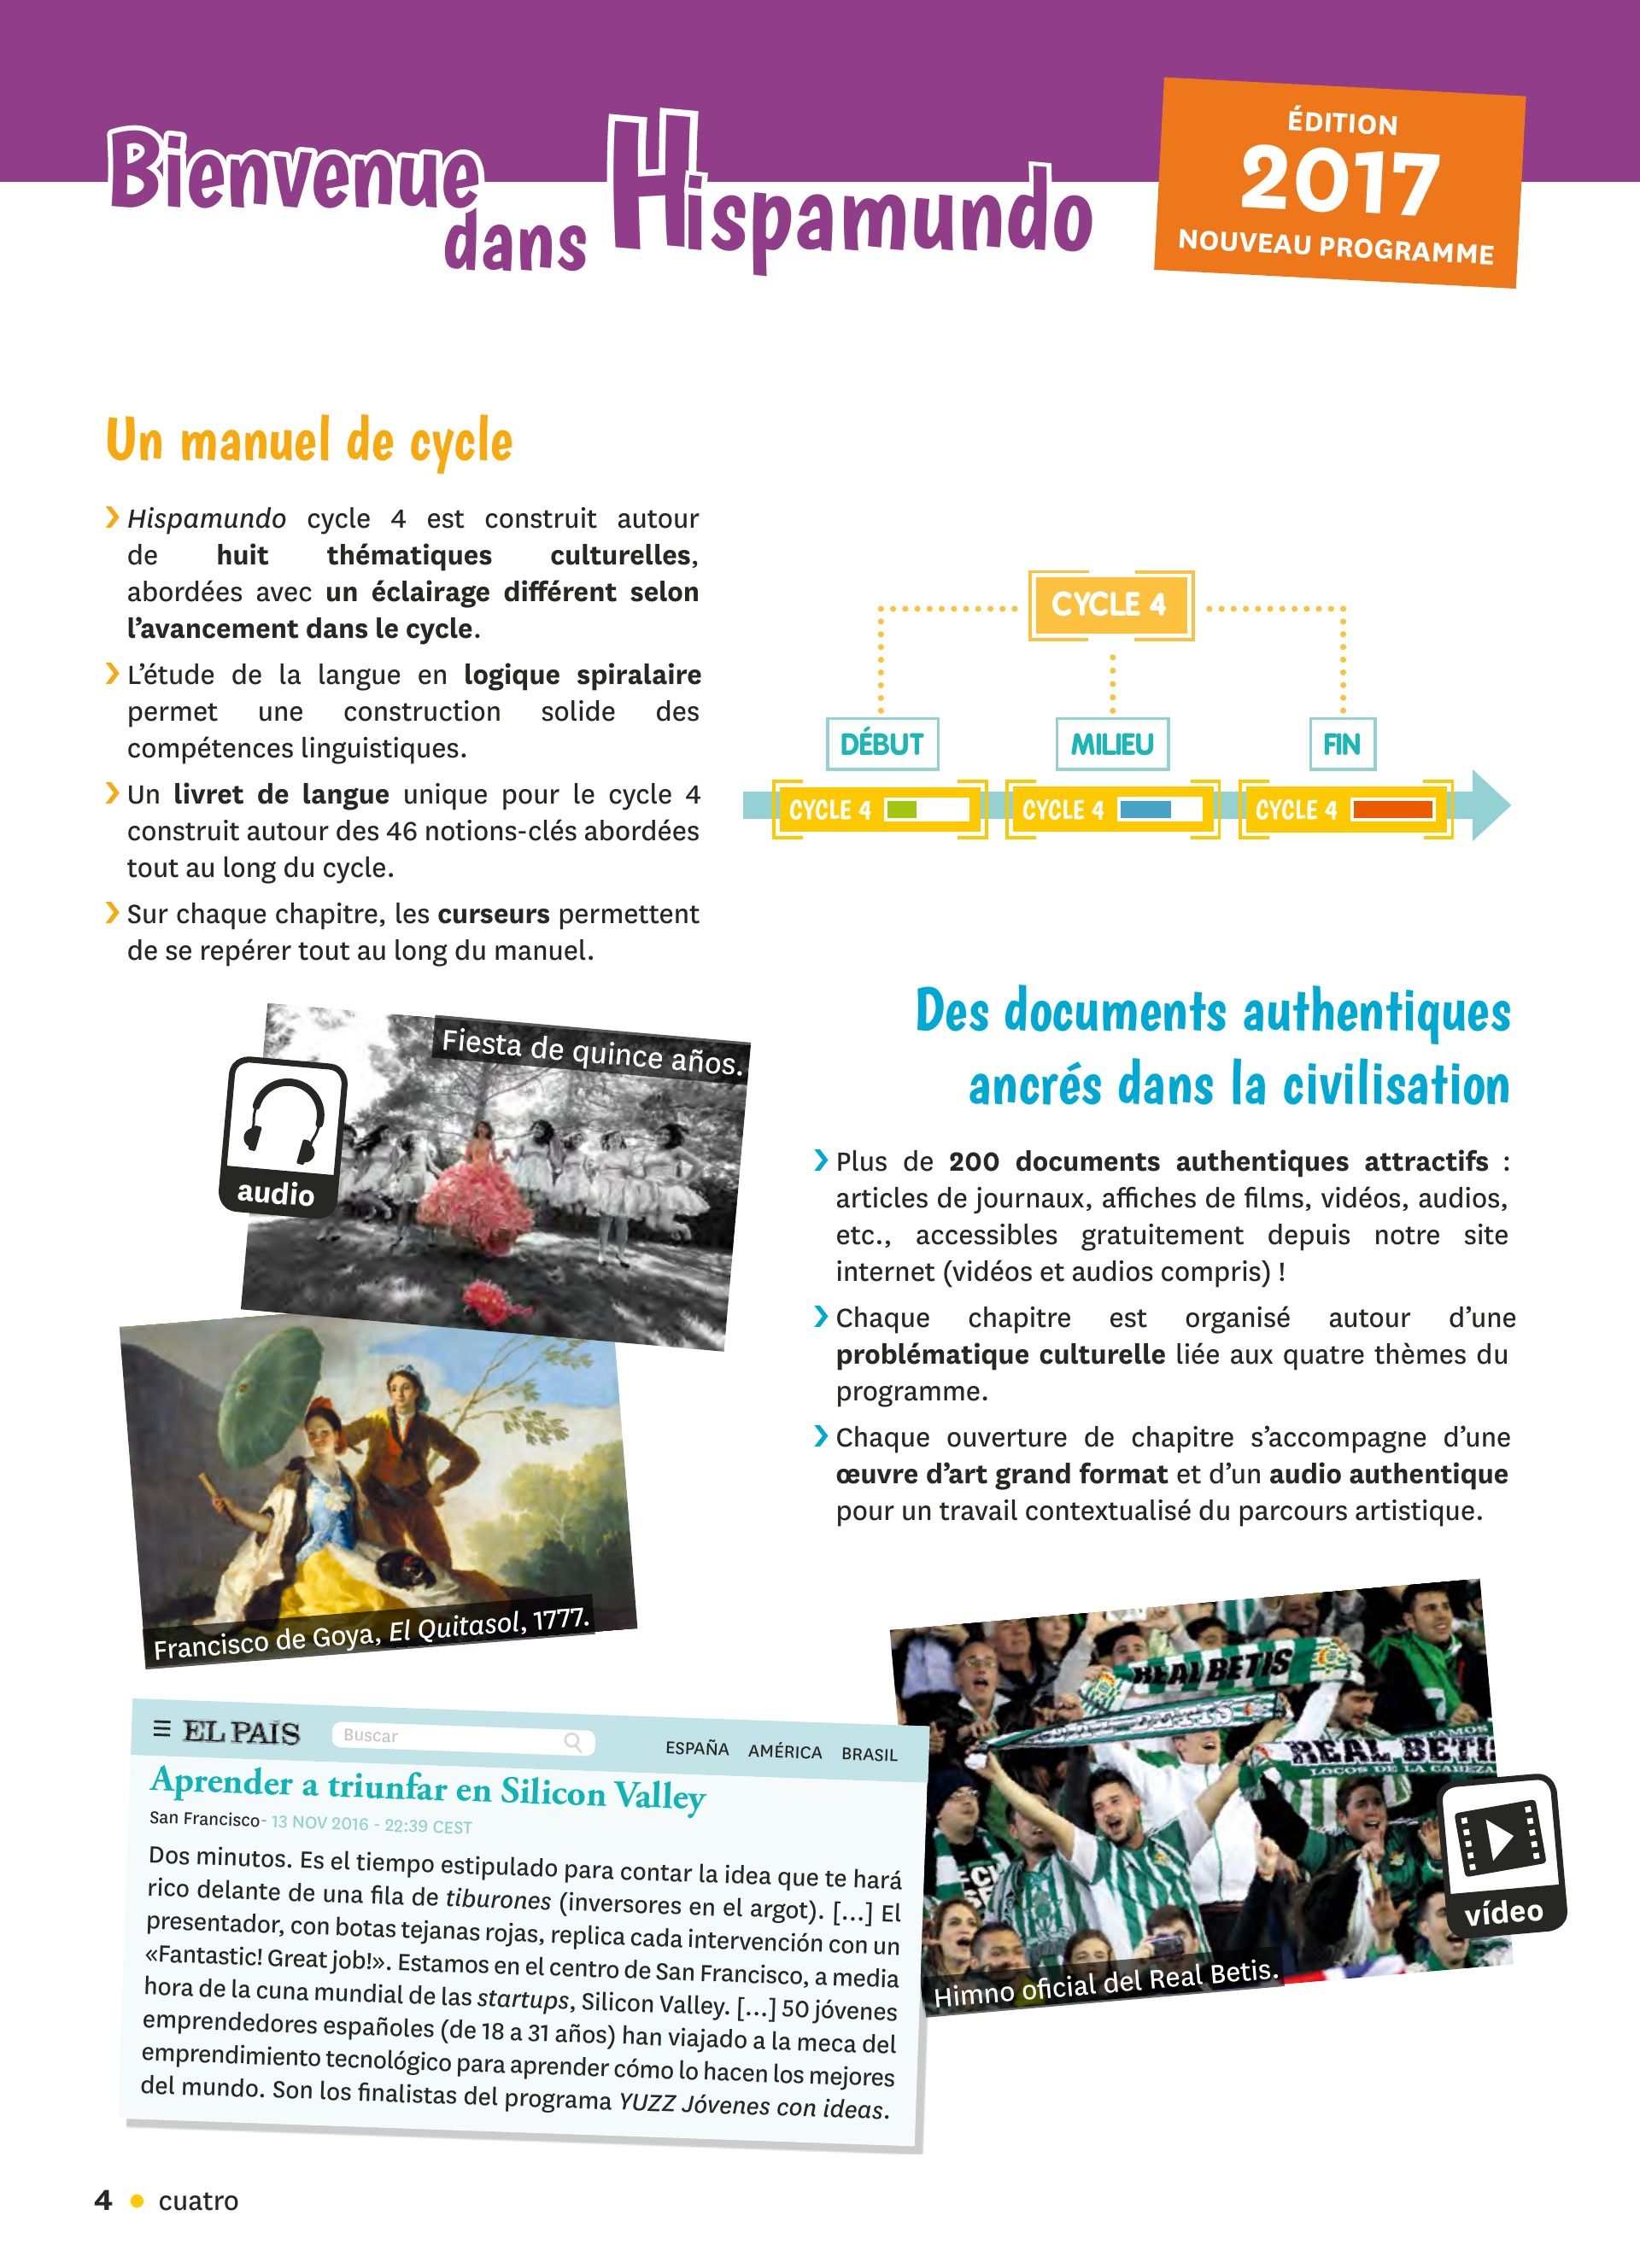 Bienvenue
dans Hispamundo
ÉDITION
2017
NOUVEAU PROGRAMME
Un manuel de cycle
Hispamundo cycle 4 est construit autour
de huit thématiques culturelles,
abordées avec un éclairage différent selon
l'avancement dans le cycle.
L'étude de la langue en logique spiralaire
permet une construction solide des
compétences linguistiques.
Un livret de langue unique pour le cycle 4
construit autour des 46 notions-clés abordées
tout au long du cycle.
Sur chaque chapitre, les curseurs permettent
de se repérer tout au long du manuel.
CYCLE 4
DÉBUT
MILIEU
FIN
CYCLE 4
CYCLE 4
CYCLE 4
Fiesta de quince años.
audio
Des documents authentiques
ancrés dans la civilisation
Plus de 200 documents authentiques attractifs :
articles de journaux, affiches de films, vidéos, audios,
etc., accessibles gratuitement depuis notre site
internet (vidéos et audios compris) !
Chaque chapitre est organisé autour d'une
problématique culturelle liée aux quatre thèmes du
programme.
Chaque ouverture de chapitre s'accompagne d'une
œuvre d'art grand format et d'un audio authentique
pour un travail contextualisé du parcours artistique.
Francisco de Goya, El Quitasol, 1777.
EL PAÍS
Buscar
ESPAÑA AMÉRICA BRASIL
Aprender a triunfar en Silicon Valley
San Francisco- 13 NOV 2016 - 22:39 CEST
Dos minutos. Es el tiempo estipulado para contar la idea que te hará
rico delante de una fila de tiburones (inversores en el argot). [...] El
presentador, con botas tejanas rojas, replica cada intervención con un
«Fantastic! Great job!». Estamos en el centro de San Francisco, a media
hora de la cuna mundial de las startups, Silicon Valley. [...] 50 jóvenes
emprendedores españoles (de 18 a 31 años) han viajado a la meca del
emprendimiento tecnológico para aprender cómo lo hacen los mejores
del mundo. Son los finalistas del programa YUZZ Jóvenes con ideas.
REAL BETIS
REAL BETI
LOCOS DE LA CABEZA
vídeo
Himno oficial del Real Betis.
4 • cuatro